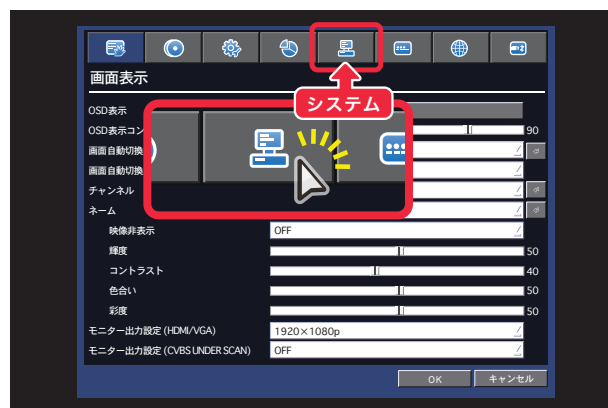 画面表示
システム
OSD表示
OSD表示コン
90
画面自動切換
画面自動切換
チャンネル
ネーム
映像非表示 OFF
輝度 50
コントラスト 40
色合い 50
彩度 50
モニター出力設定 (HDMI/VGA) 1920×1080p
モニター出力設定 (CVBS UNDER SCAN) OFF
OK キャンセル